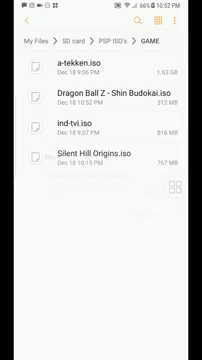 66% 10:52 PM
My Files > SD card > PSP ISO's > GAME
a-tekken.iso
Dec 18 9:06 PM 1.63 GB
Dragon Ball Z - Shin Budokai.iso
Dec 18 10:52 PM 312 MB
ind-tvi.iso
Dec 18 9:07 PM 816 MB
Silent Hill Origins.iso
Dec 18 10:15 PM 767 MB